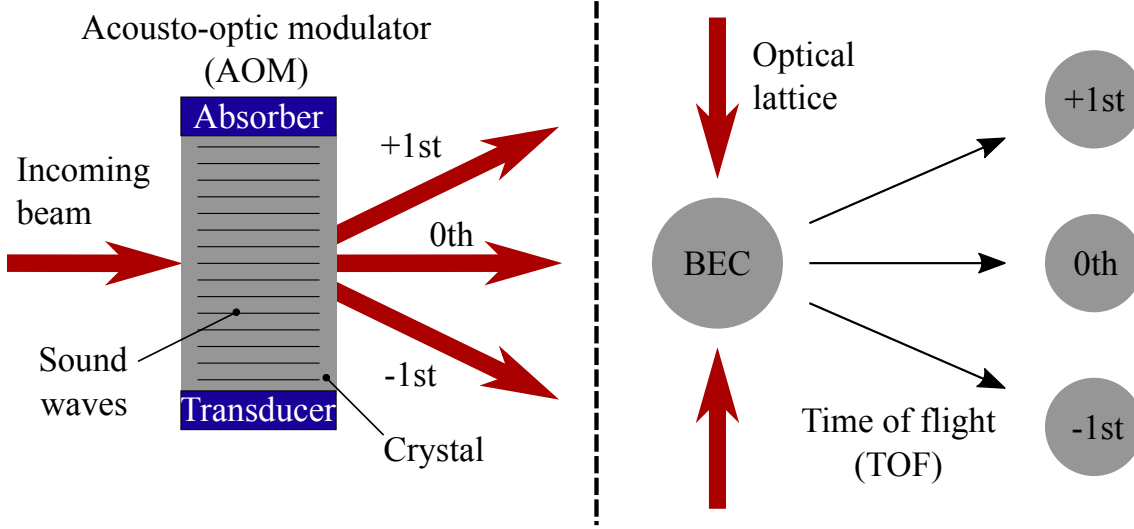 Acousto-optic modulator
(AOM)
Absorber
Incoming
beam
+1st
0th
-1st
Sound
waves
Transducer
Crystal
Optical
lattice
BEC
+1st
0th
-1st
Time of flight
(TOF)